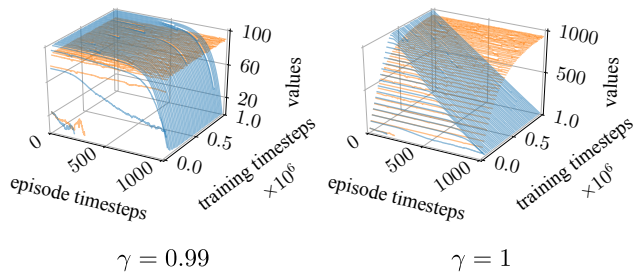 100
60
20
values
1.0
0.5
0.0
training timesteps
×10⁶
0
500
1000
episode timesteps
γ = 0.99
1000
500
values
1.0
0.5
0.0
training timesteps
×10⁶
0
500
1000
episode timesteps
γ = 1